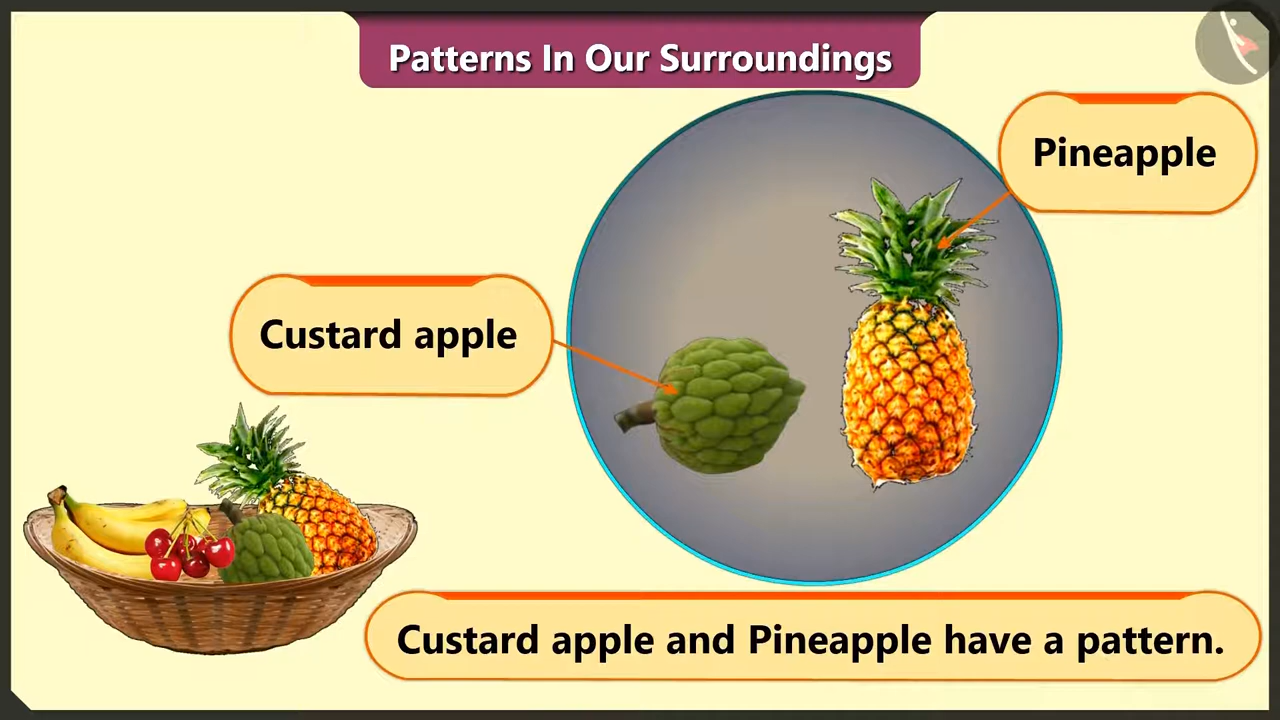 Patterns In Our Surroundings
Pineapple
Custard apple
Custard apple and Pineapple have a pattern.